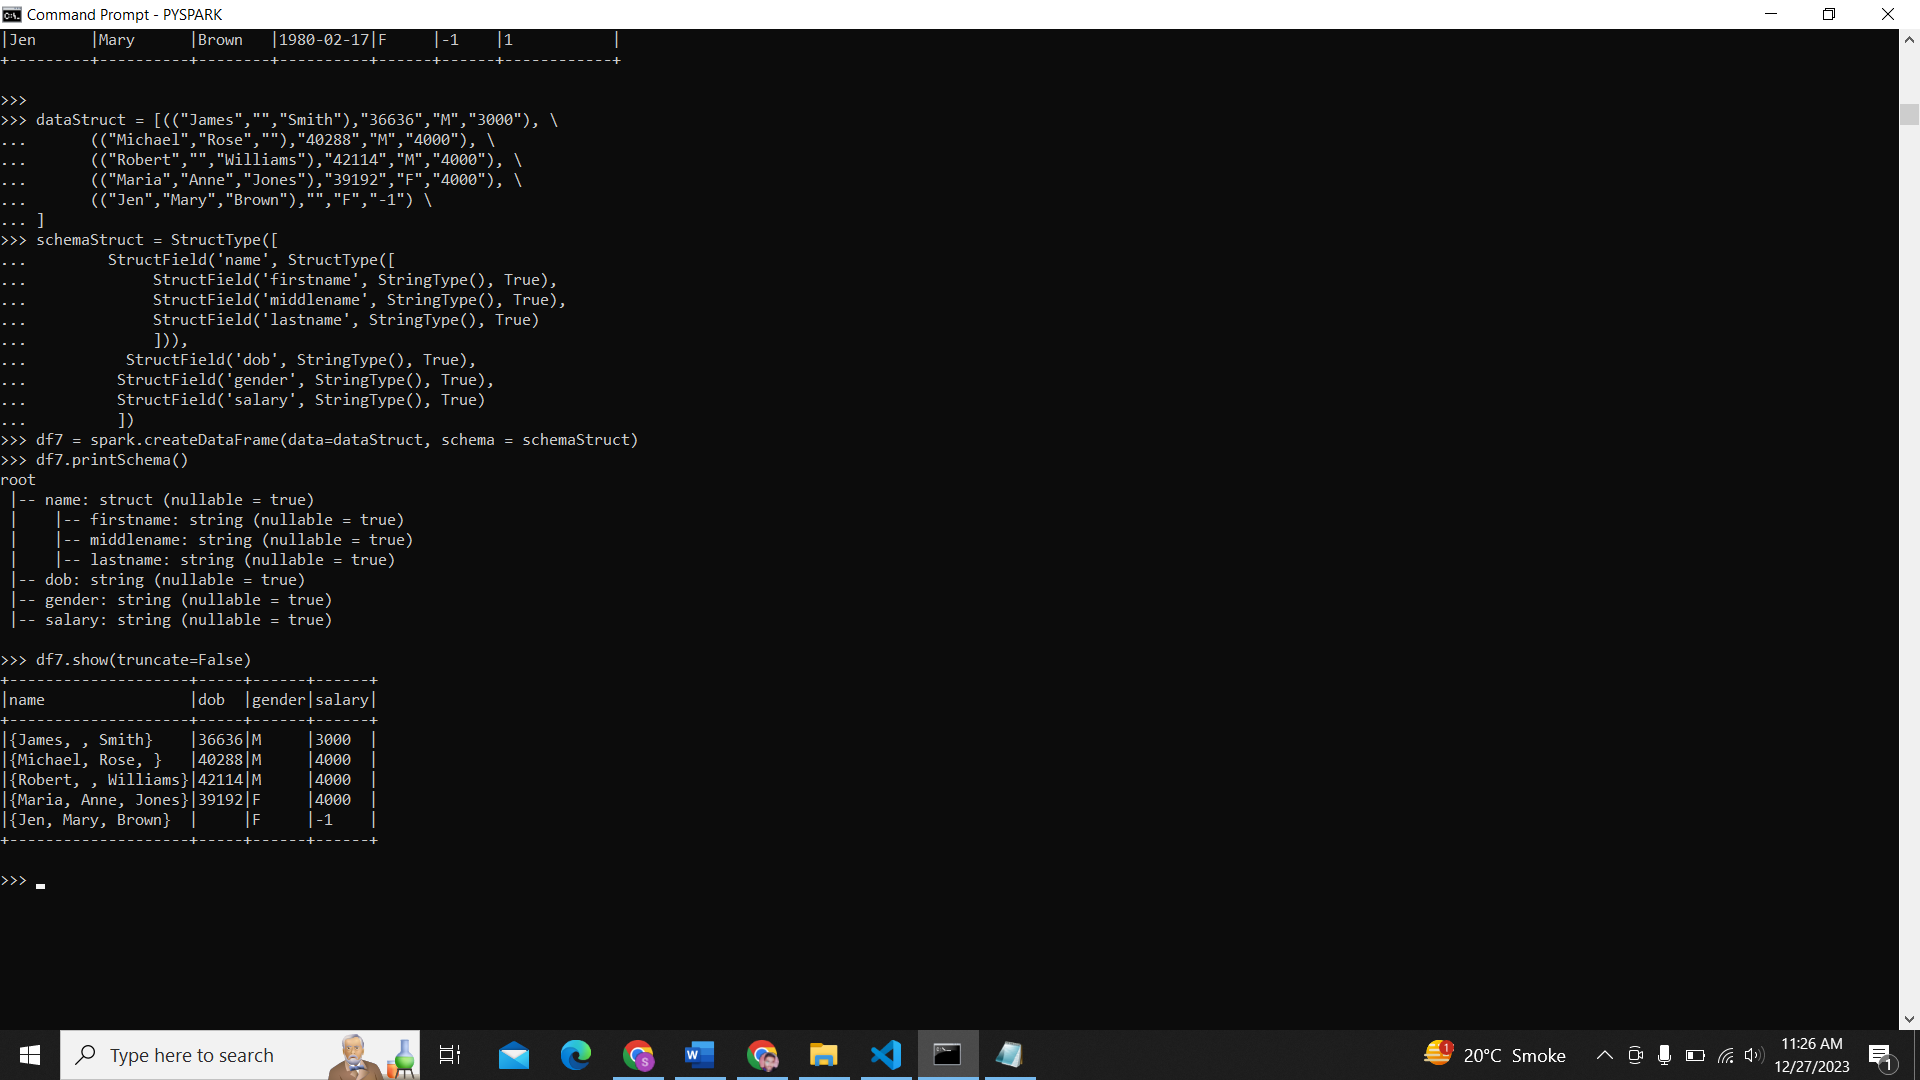 Command Prompt - PYSPARK
|Jen      |Mary      |Brown   |1980-02-17|F     |-1    |1           |
+---------+----------+--------+----------+------+------+------------+
>>>
>>> dataStruct = [(("James","","Smith"),"36636","M","3000"), \
...       (("Michael","Rose",""),"40288","M","4000"), \
...       (("Robert","","Williams"),"42114","M","4000"), \
...       (("Maria","Anne","Jones"),"39192","F","4000"), \
...       (("Jen","Mary","Brown"),"","F","-1") \
... ]
>>> schemaStruct = StructType([
...         StructField('name', StructType([
...              StructField('firstname', StringType(), True),
...              StructField('middlename', StringType(), True),
...              StructField('lastname', StringType(), True)
...              ])),
...           StructField('dob', StringType(), True),
...          StructField('gender', StringType(), True),
...          StructField('salary', StringType(), True)
...          ])
>>> df7 = spark.createDataFrame(data=dataStruct, schema = schemaStruct)
>>> df7.printSchema()
root
 |-- name: struct (nullable = true)
 |    |-- firstname: string (nullable = true)
 |    |-- middlename: string (nullable = true)
 |    |-- lastname: string (nullable = true)
 |-- dob: string (nullable = true)
 |-- gender: string (nullable = true)
 |-- salary: string (nullable = true)
>>> df7.show(truncate=False)
+--------------------+-----+------+------+
|name                |dob  |gender|salary|
+--------------------+-----+------+------+
|{James, , Smith}    |36636|M     |3000  |
|{Michael, Rose, }   |40288|M     |4000  |
|{Robert, , Williams}|42114|M     |4000  |
|{Maria, Anne, Jones}|39192|F     |4000  |
|{Jen, Mary, Brown}  |     |F     |-1    |
+--------------------+-----+------+------+
>>>
Type here to search
20°C Smoke
11:26 AM
12/27/2023